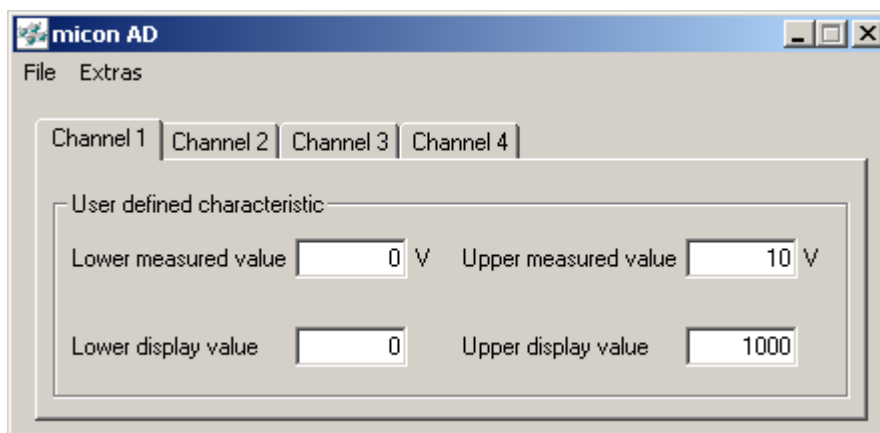 micon AD
File Extras
Channel 1 Channel 2 Channel 3 Channel 4
User defined characteristic
Lower measured value 0 V Upper measured value 10 V
Lower display value 0 Upper display value 1000